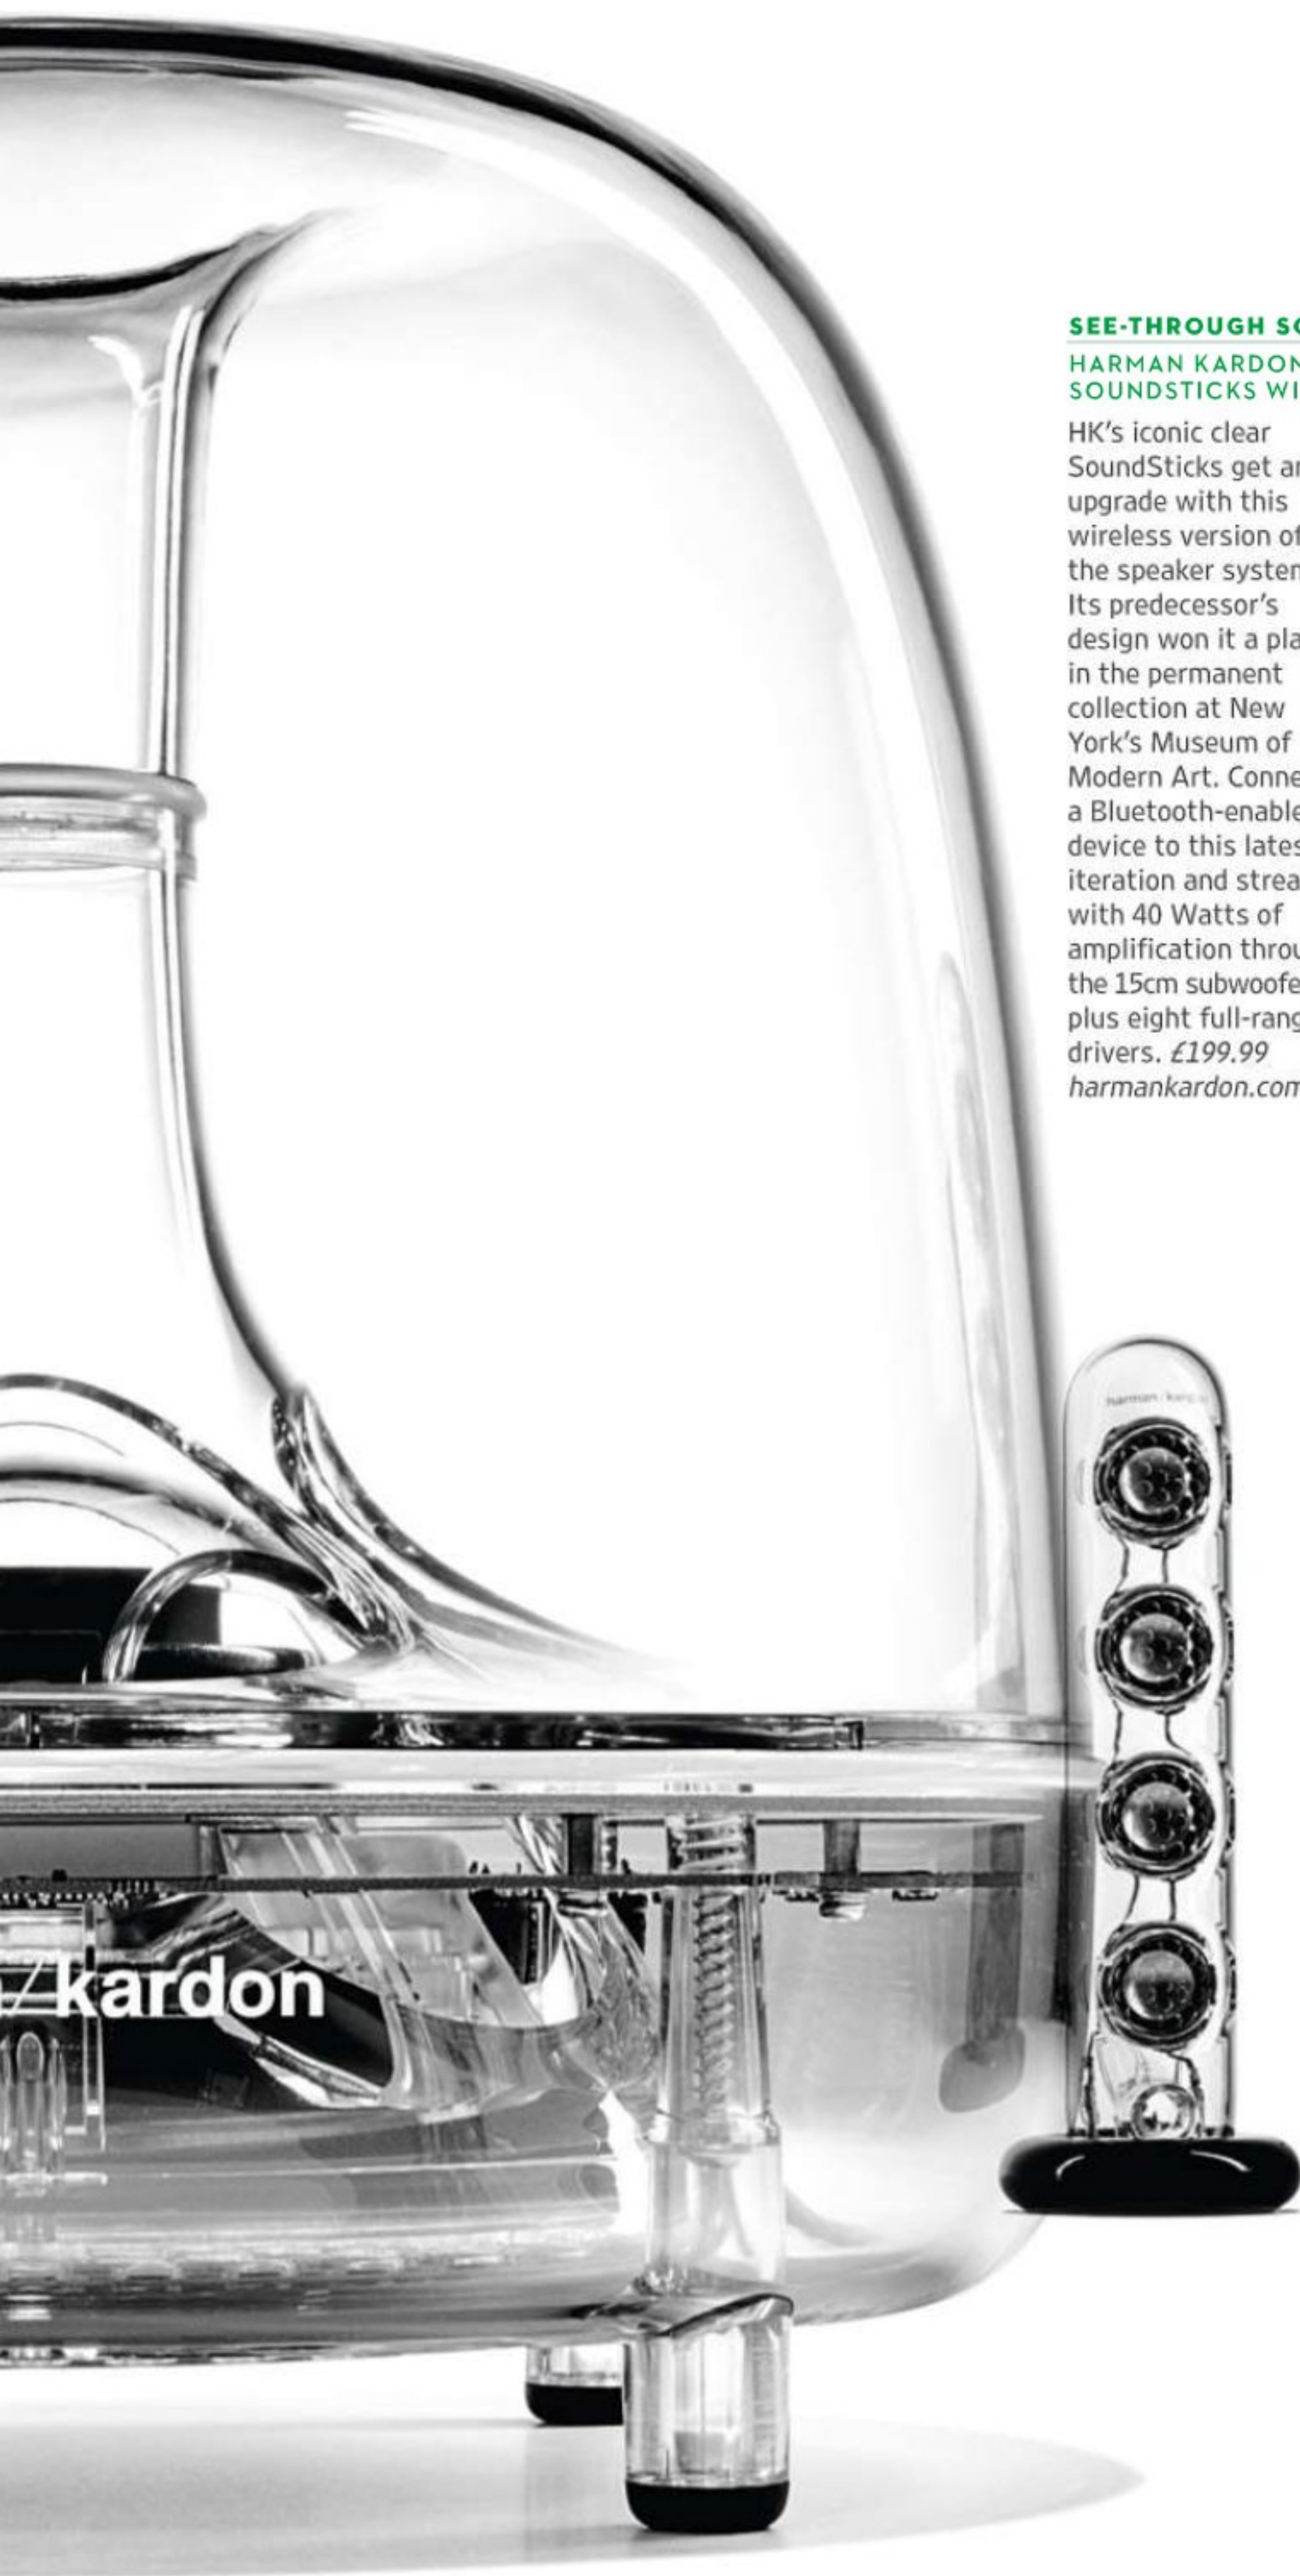 SEE-THROUGH SO
HARMAN KARDON
SOUNDSTICKS WI
HK's iconic clear
SoundSticks get an
upgrade with this
wireless version of
the speaker system
Its predecessor's
design won it a pla
in the permanent
collection at New
York's Museum of
Modern Art. Conne
a Bluetooth-enable
device to this lates
iteration and strea
with 40 Watts of
amplification throu
the 15cm subwoofe
plus eight full-rang
drivers. £199.99
harmankardon.com
harman/kardon
/kardon